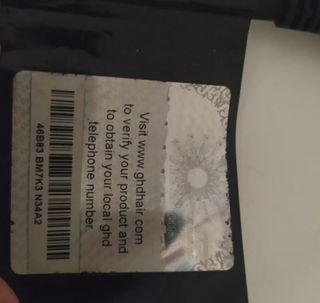 Visit www.ghdhair.com
to verify your product and
to obtain your local ghd
telephone number.
46B83 BM7K3 N34A2